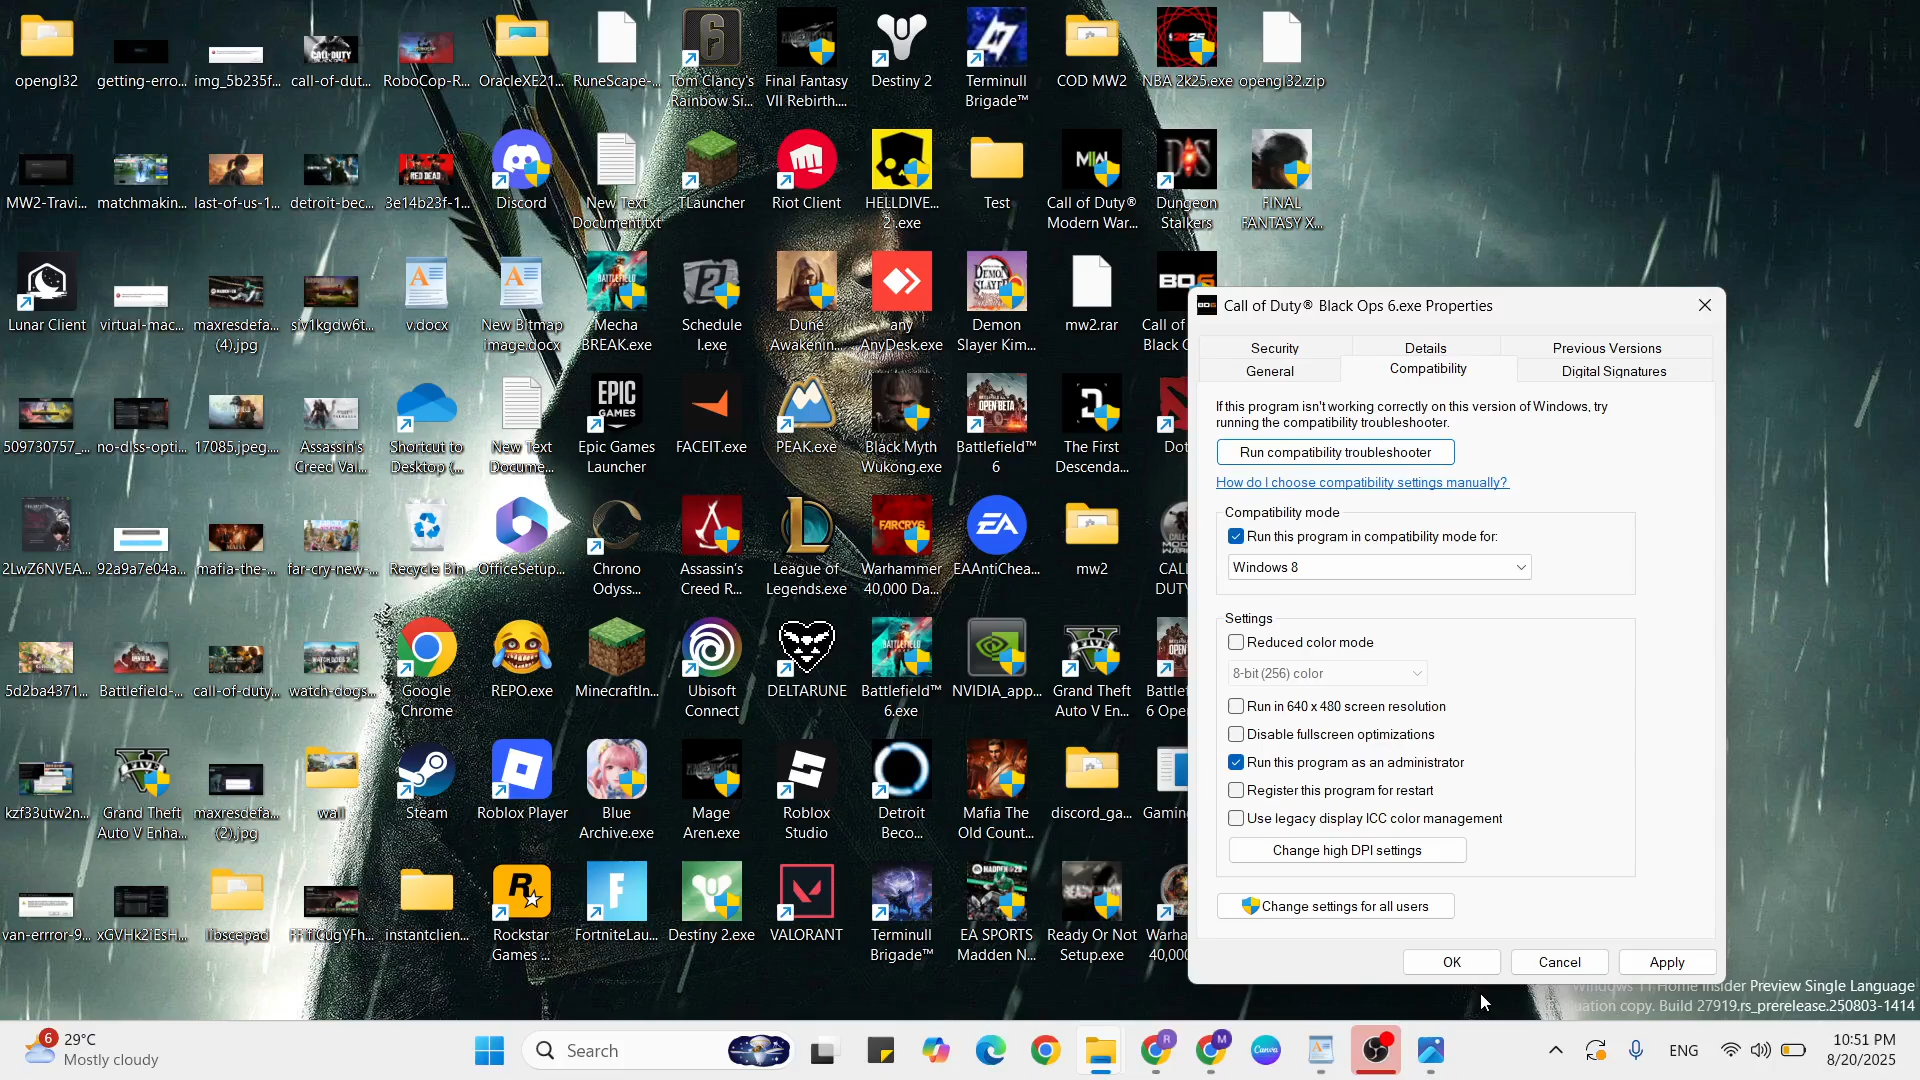 opengl32
getting-erro...
img_5b235f...
call-of-dut...
RoboCop-R...
OracleXE21...
RuneScape-...
Tom Clancy's
Rainbow Si...
Final Fantasy
VII Rebirth....
Destiny 2
Terminull
Brigade™
COD MW2
NBA 2k25.exe
opengl32.zip
MW2-Travi...
matchmakin...
last-of-us-1...
detroit-bec...
3e14b23f-1...
Discord
New Text
Document.txt
TLauncher
Riot Client
HELLDIVE...
2.exe
Test
Call of Duty®
Modern War...
Dungeon
Stalkers
FINAL
FANTASY X...
Lunar Client
virtual-mac...
maxresdefa...
(4).jpg
s1v1kgdw6t...
v.docx
New Bitmap
image.docx
Mecha
BREAK.exe
Schedule
I.exe
Dune
Awakenin...
any
AnyDesk.exe
Demon
Slayer Kim...
mw2.rar
Call of
Black O
509730757_...
no-dlss-opti...
17085.jpeg....
Assassin's
Creed Val...
Shortcut to
Desktop (...
New Text
Docume...
Epic Games
Launcher
FACEIT.exe
PEAK.exe
Black Myth
Wukong.exe
Battlefield™
6
The First
Descenda...
Dot
2LwZ6NVEA...
92a9a7e04a...
mafia-the-...
far-cry-new-...
Recycle Bin
OfficeSetup...
Chrono
Odyss...
Assassin's
Creed R...
League of
Legends.exe
Warhammer
40,000 Da...
EAAntiChea...
mw2
CALL
DUTY
5d2ba4371...
Battlefield-...
call-of-duty...
watch-dogs...
Google
Chrome
REPO.exe
MinecraftIn...
Ubisoft
Connect
DELTARUNE
Battlefield™
6.exe
NVIDIA_app...
Grand Theft
Auto V En...
Battlef
6 Oper
kzf33utw2n...
Grand Theft
Auto V Enha...
maxresdefa...
(2).jpg
wall
Steam
Roblox Player
Blue
Archive.exe
Mage
Aren.exe
Roblox
Studio
Detroit
Beco...
Mafia The
Old Count...
discord_ga...
Gaming
van-errror-9...
xGVHk2iEsH...
libscepad
FFifICugYFh...
instantclien...
Rockstar
Games ...
FortniteLau...
Destiny 2.exe
VALORANT
Terminull
Brigade™
EA SPORTS
Madden N...
Ready Or Not
Setup.exe
Warha
40,000
Call of Duty® Black Ops 6.exe Properties
Security
Details
Previous Versions
General
Compatibility
Digital Signatures
If this program isn't working correctly on this version of Windows, try
running the compatibility troubleshooter.
Run compatibility troubleshooter
How do I choose compatibility settings manually?
Compatibility mode
Run this program in compatibility mode for:
Windows 8
Settings
Reduced color mode
8-bit (256) color
Run in 640 x 480 screen resolution
Disable fullscreen optimizations
Run this program as an administrator
Register this program for restart
Use legacy display ICC color management
Change high DPI settings
Change settings for all users
OK
Cancel
Apply
Windows 11 Home Insider Preview Single Language
uation copy. Build 27919.rs_prerelease.250803-1414
6
29°C
Mostly cloudy
Search
ENG
10:51 PM
8/20/2025